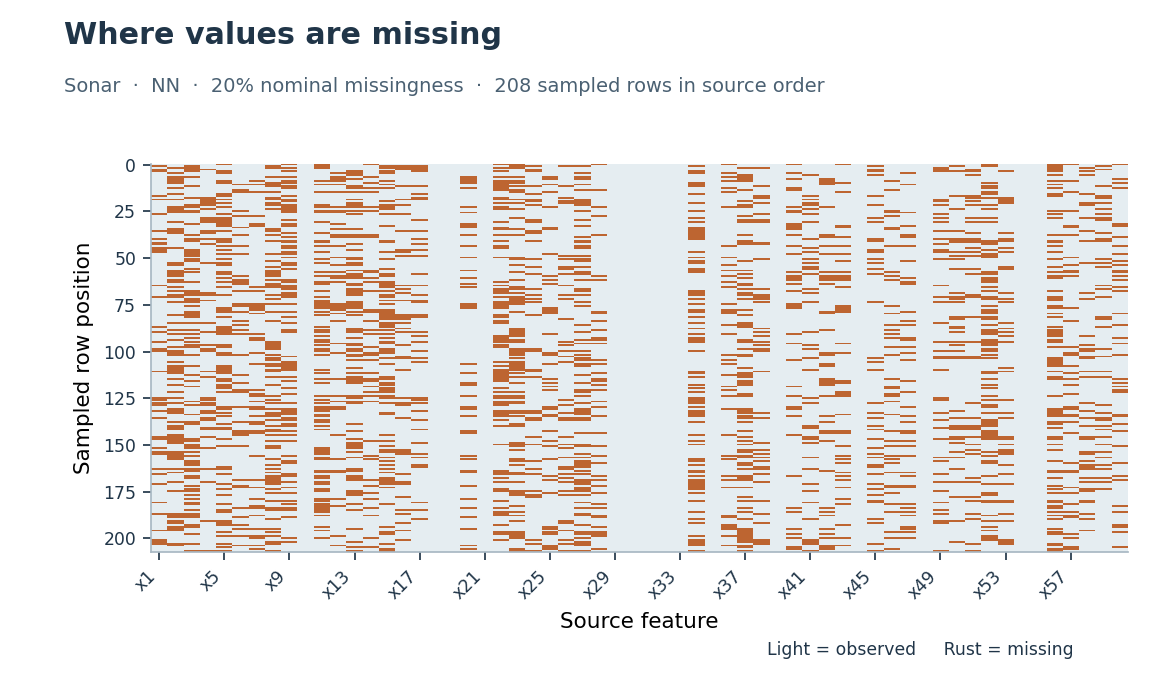 Where values are missing
Sonar · NN · 20% nominal missingness · 208 sampled rows in source order
0
25
50
75
100
125
150
175
200
Sampled row position
x1 x5 x9 x13 x17 x21 x25 x29 x33 x37 x41 x45 x49 x53 x57
Source feature
Light = observed Rust = missing